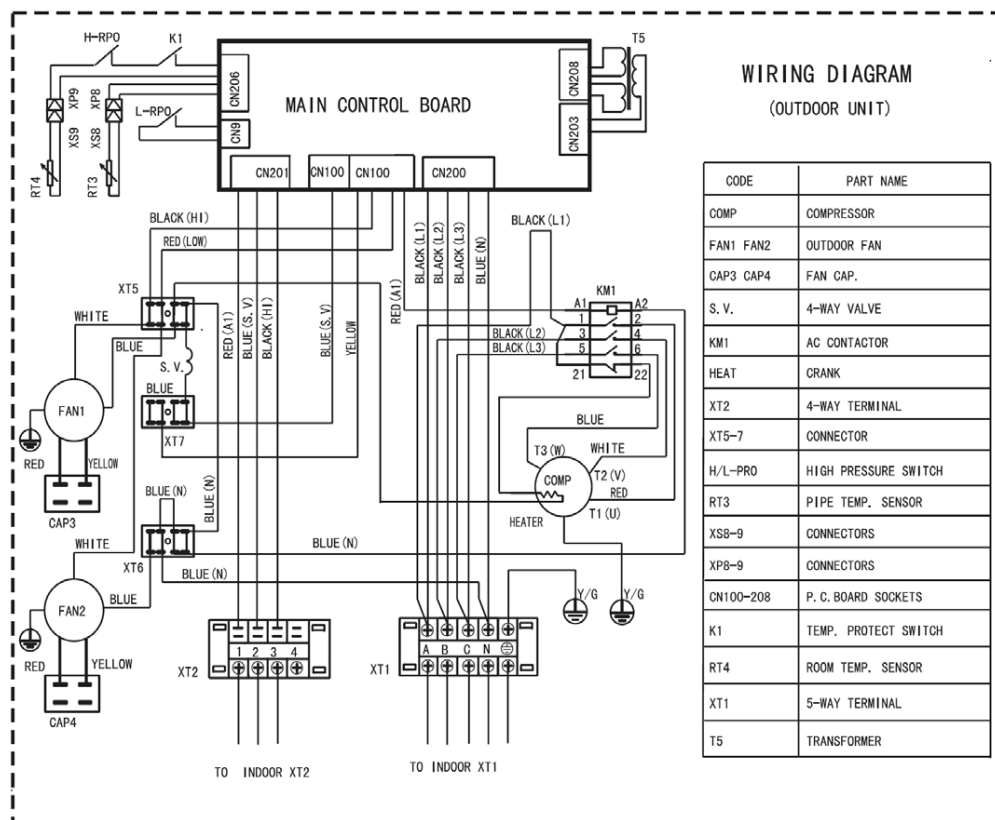 H-RPO
K1
T5
WIRING DIAGRAM
(OUTDOOR UNIT)
XP9
XP8
CN206
MAIN CONTROL BOARD
CN208
L-RPO
XS9
XS8
CN9
CN203
RT4
RT3
CN201
CN100
CN100
CN200
BLACK(HI)
RED(LOW)
BLACK(L1)
BLACK(L2)
BLACK(L3)
BLUE(N)
BLACK(L1)
XT5
RED(A1)
KM1
A1
A2
WHITE
RED(A1)
BLUE(S.V)
BLACK(HI)
BLUE(S.V)
YELLOW
1
2
BLACK(L2)
3
4
BLUE
BLACK(L3)
5
6
S.V.
21
22
BLUE
FAN1
XT7
BLUE
T3(W)
WHITE
RED
YELLOW
COMP
T2(V)
BLUE(N)
BLUE(N)
RED
CAP3
HEATER
T1(U)
WHITE
XT6
BLUE(N)
BLUE(N)
FAN2
BLUE
Y/G
Y/G
RED
YELLOW
XT2
1 2 3 4
XT1
A B C N
CAP4
TO INDOOR XT2
TO INDOOR XT1
CODE PART NAME
COMP COMPRESSOR
FAN1 FAN2 OUTDOOR FAN
CAP3 CAP4 FAN CAP.
S.V. 4-WAY VALVE
KM1 AC CONTACTOR
HEAT CRANK
XT2 4-WAY TERMINAL
XT5-7 CONNECTOR
H/L-PRO HIGH PRESSURE SWITCH
RT3 PIPE TEMP. SENSOR
XS8-9 CONNECTORS
XP8-9 CONNECTORS
CN100-208 P.C.BOARD SOCKETS
K1 TEMP. PROTECT SWITCH
RT4 ROOM TEMP. SENSOR
XT1 5-WAY TERMINAL
T5 TRANSFORMER